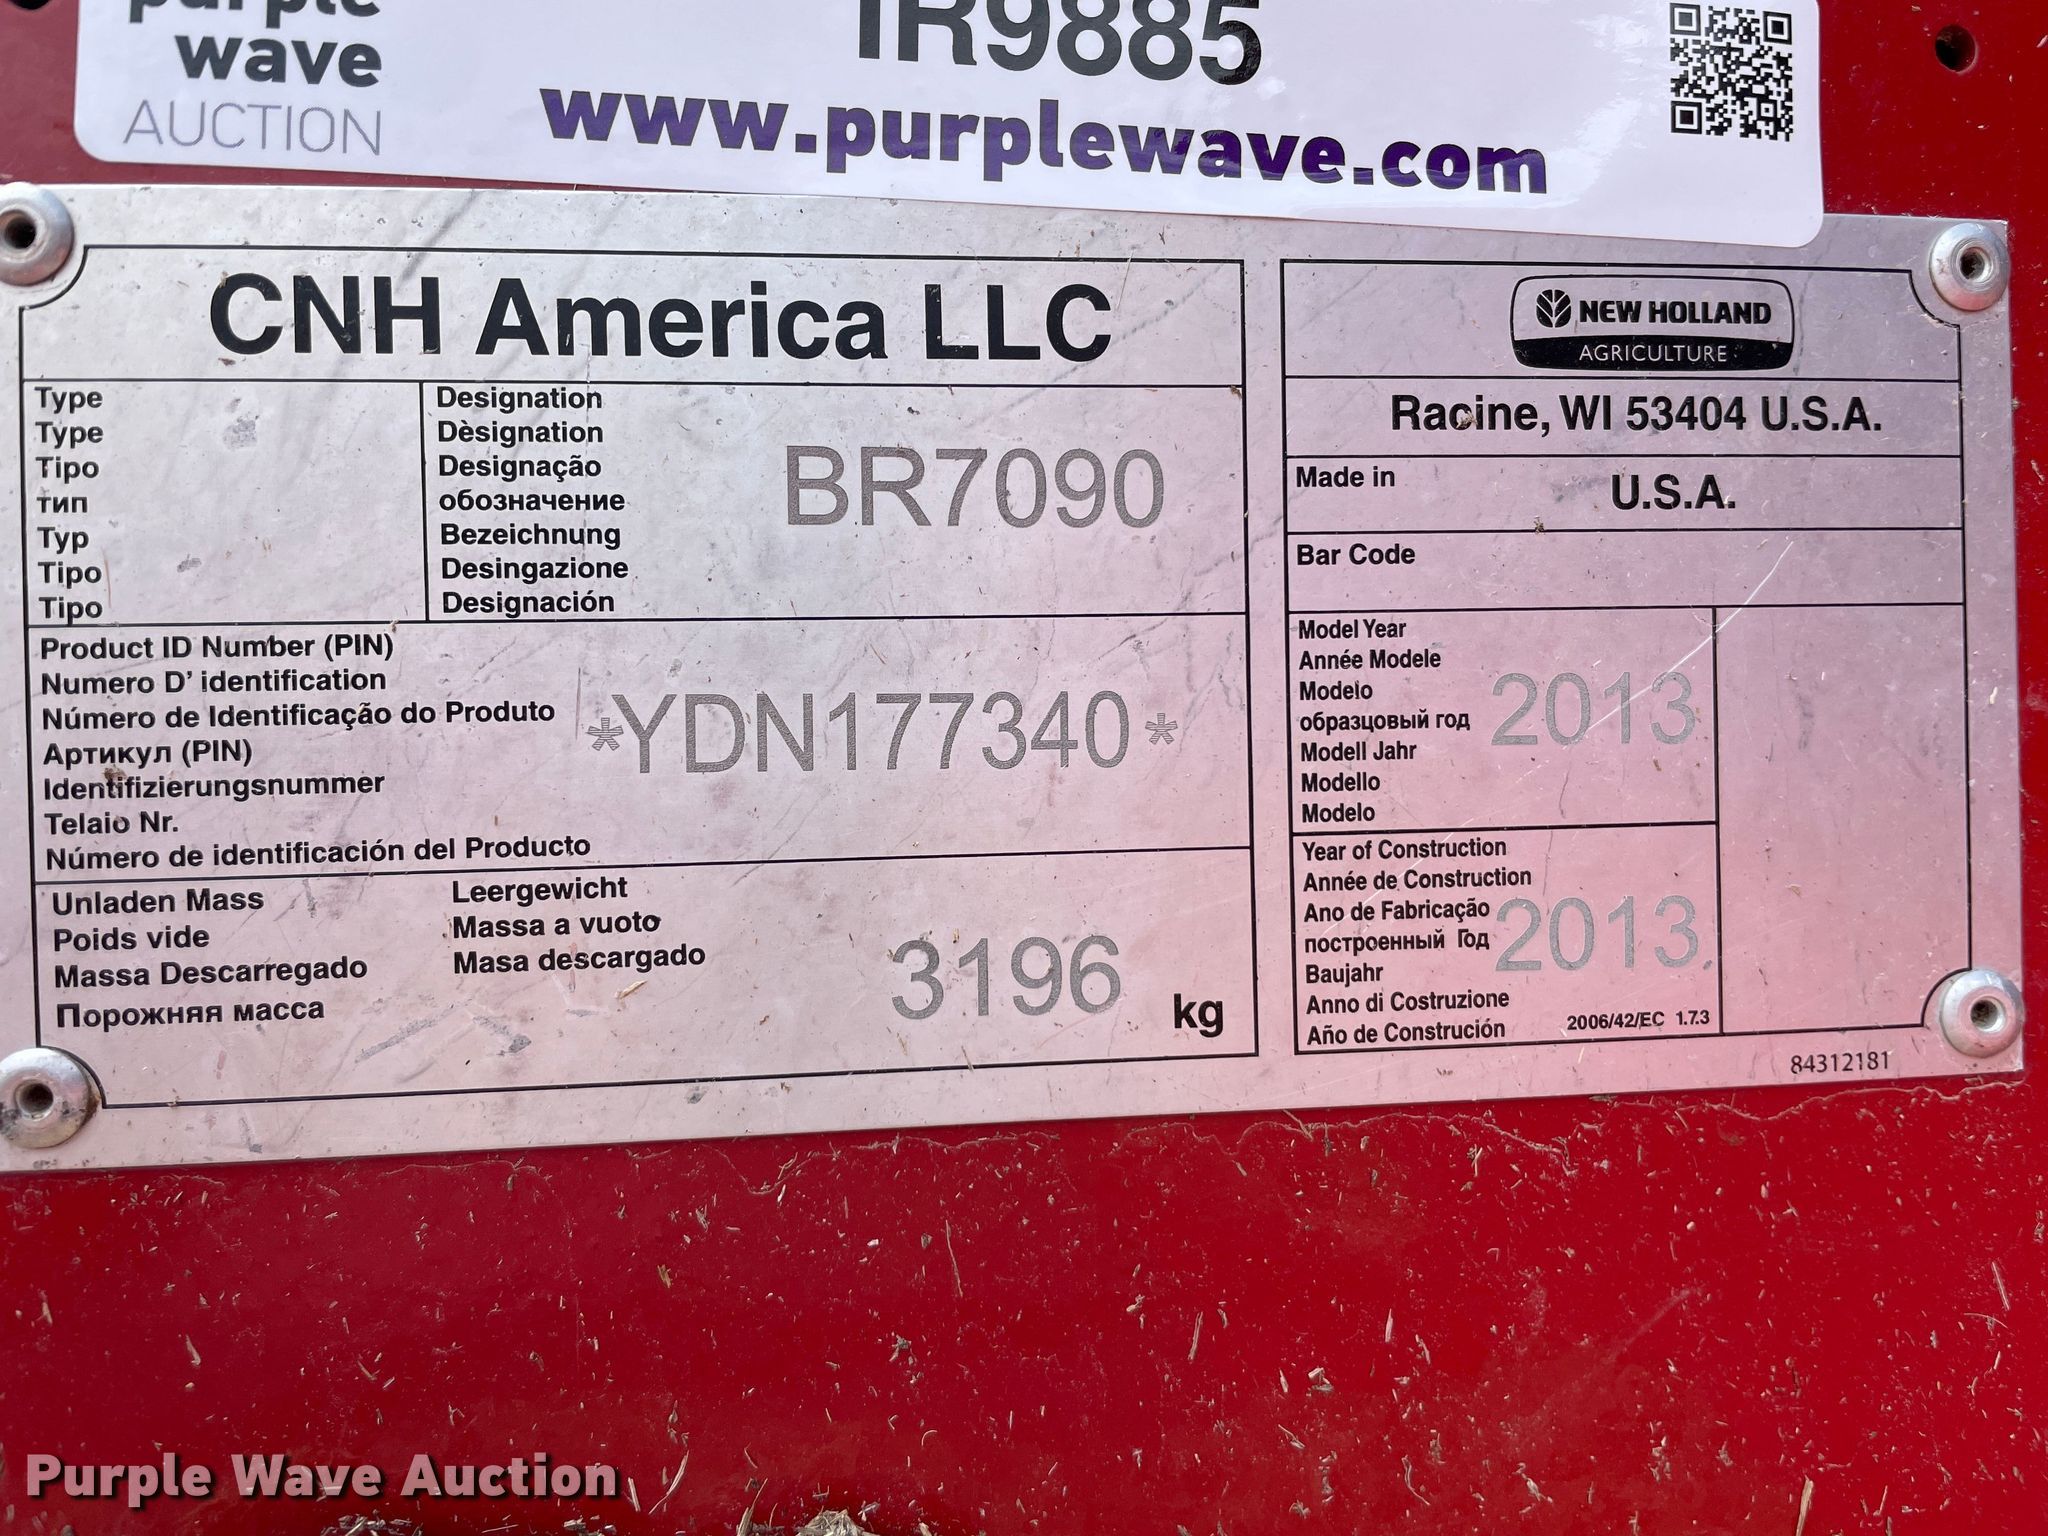 purple
wave
AUCTION
IR9885
www.purplewave.com
CNH America LLC
Type
Type
Tipo
тип
Typ
Tipo
Tipo
Designation
Dèsignation
Designação
обозначение
Bezeichnung
Desingazione
Designación
BR7090
Product ID Number (PIN)
Numero D' identification
Número de Identificação do Produto
Артикул (PIN)
Identifizierungsnummer
Telaio Nr.
Número de identificación del Producto
*YDN177340*
Unladen Mass
Poids vide
Massa Descarregado
Порожняя масса
Leergewicht
Massa a vuoto
Masa descargado
3196 kg
NEW HOLLAND
AGRICULTURE
Racine, WI 53404 U.S.A.
Made in U.S.A.
Bar Code
Model Year
Année Modele
Modelo
образцовый год
Modell Jahr
Modello
Modelo
2013
Year of Construction
Année de Construction
Ano de Fabricação
построенный Год
Baujahr
Anno di Costruzione
Año de Construción
2013
2006/42/EC 1.7.3
84312181
Purple Wave Auction